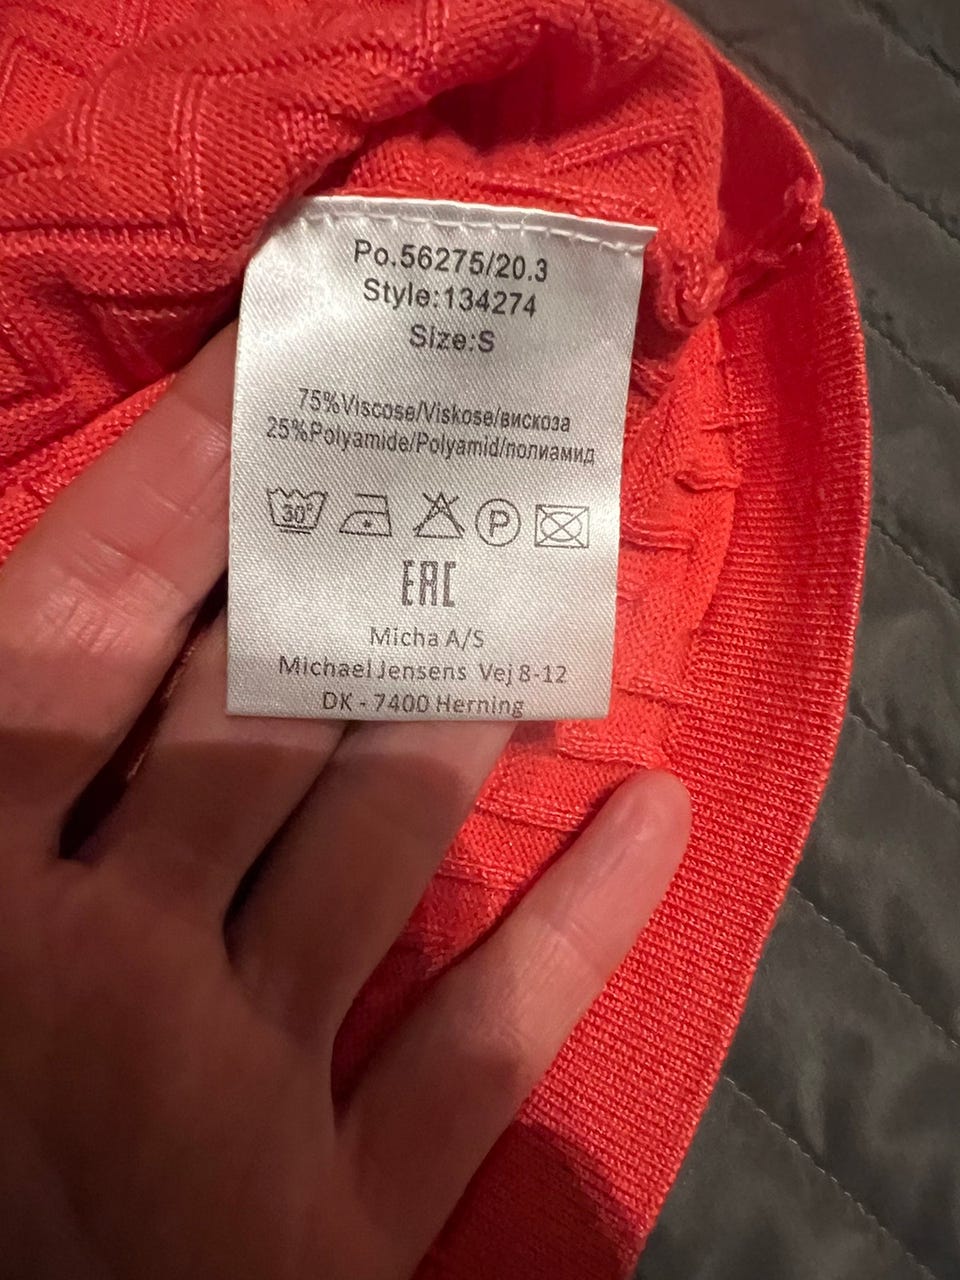 Po.56275/20.3
Style:134274
Size:S
75%Viscose/Viskose/вискоза
25%Polyamide/Polyamid/полиамид
30° P
EAC
Micha A/S
Michael Jensens Vej 8-12
DK - 7400 Herning